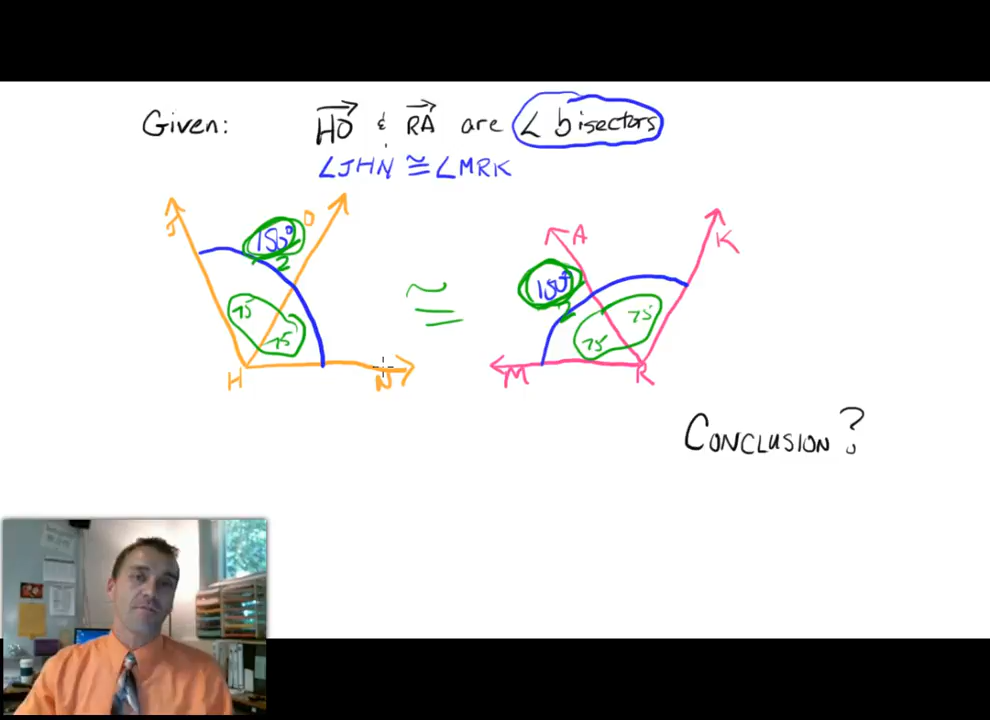 Given: HO & RA are ∠ bisectors
∠JHN ≅ ∠MRK
J 150° 2 O
A 150° 2 K
75 75
≅
75 75
H N
M R
CONCLUSION?